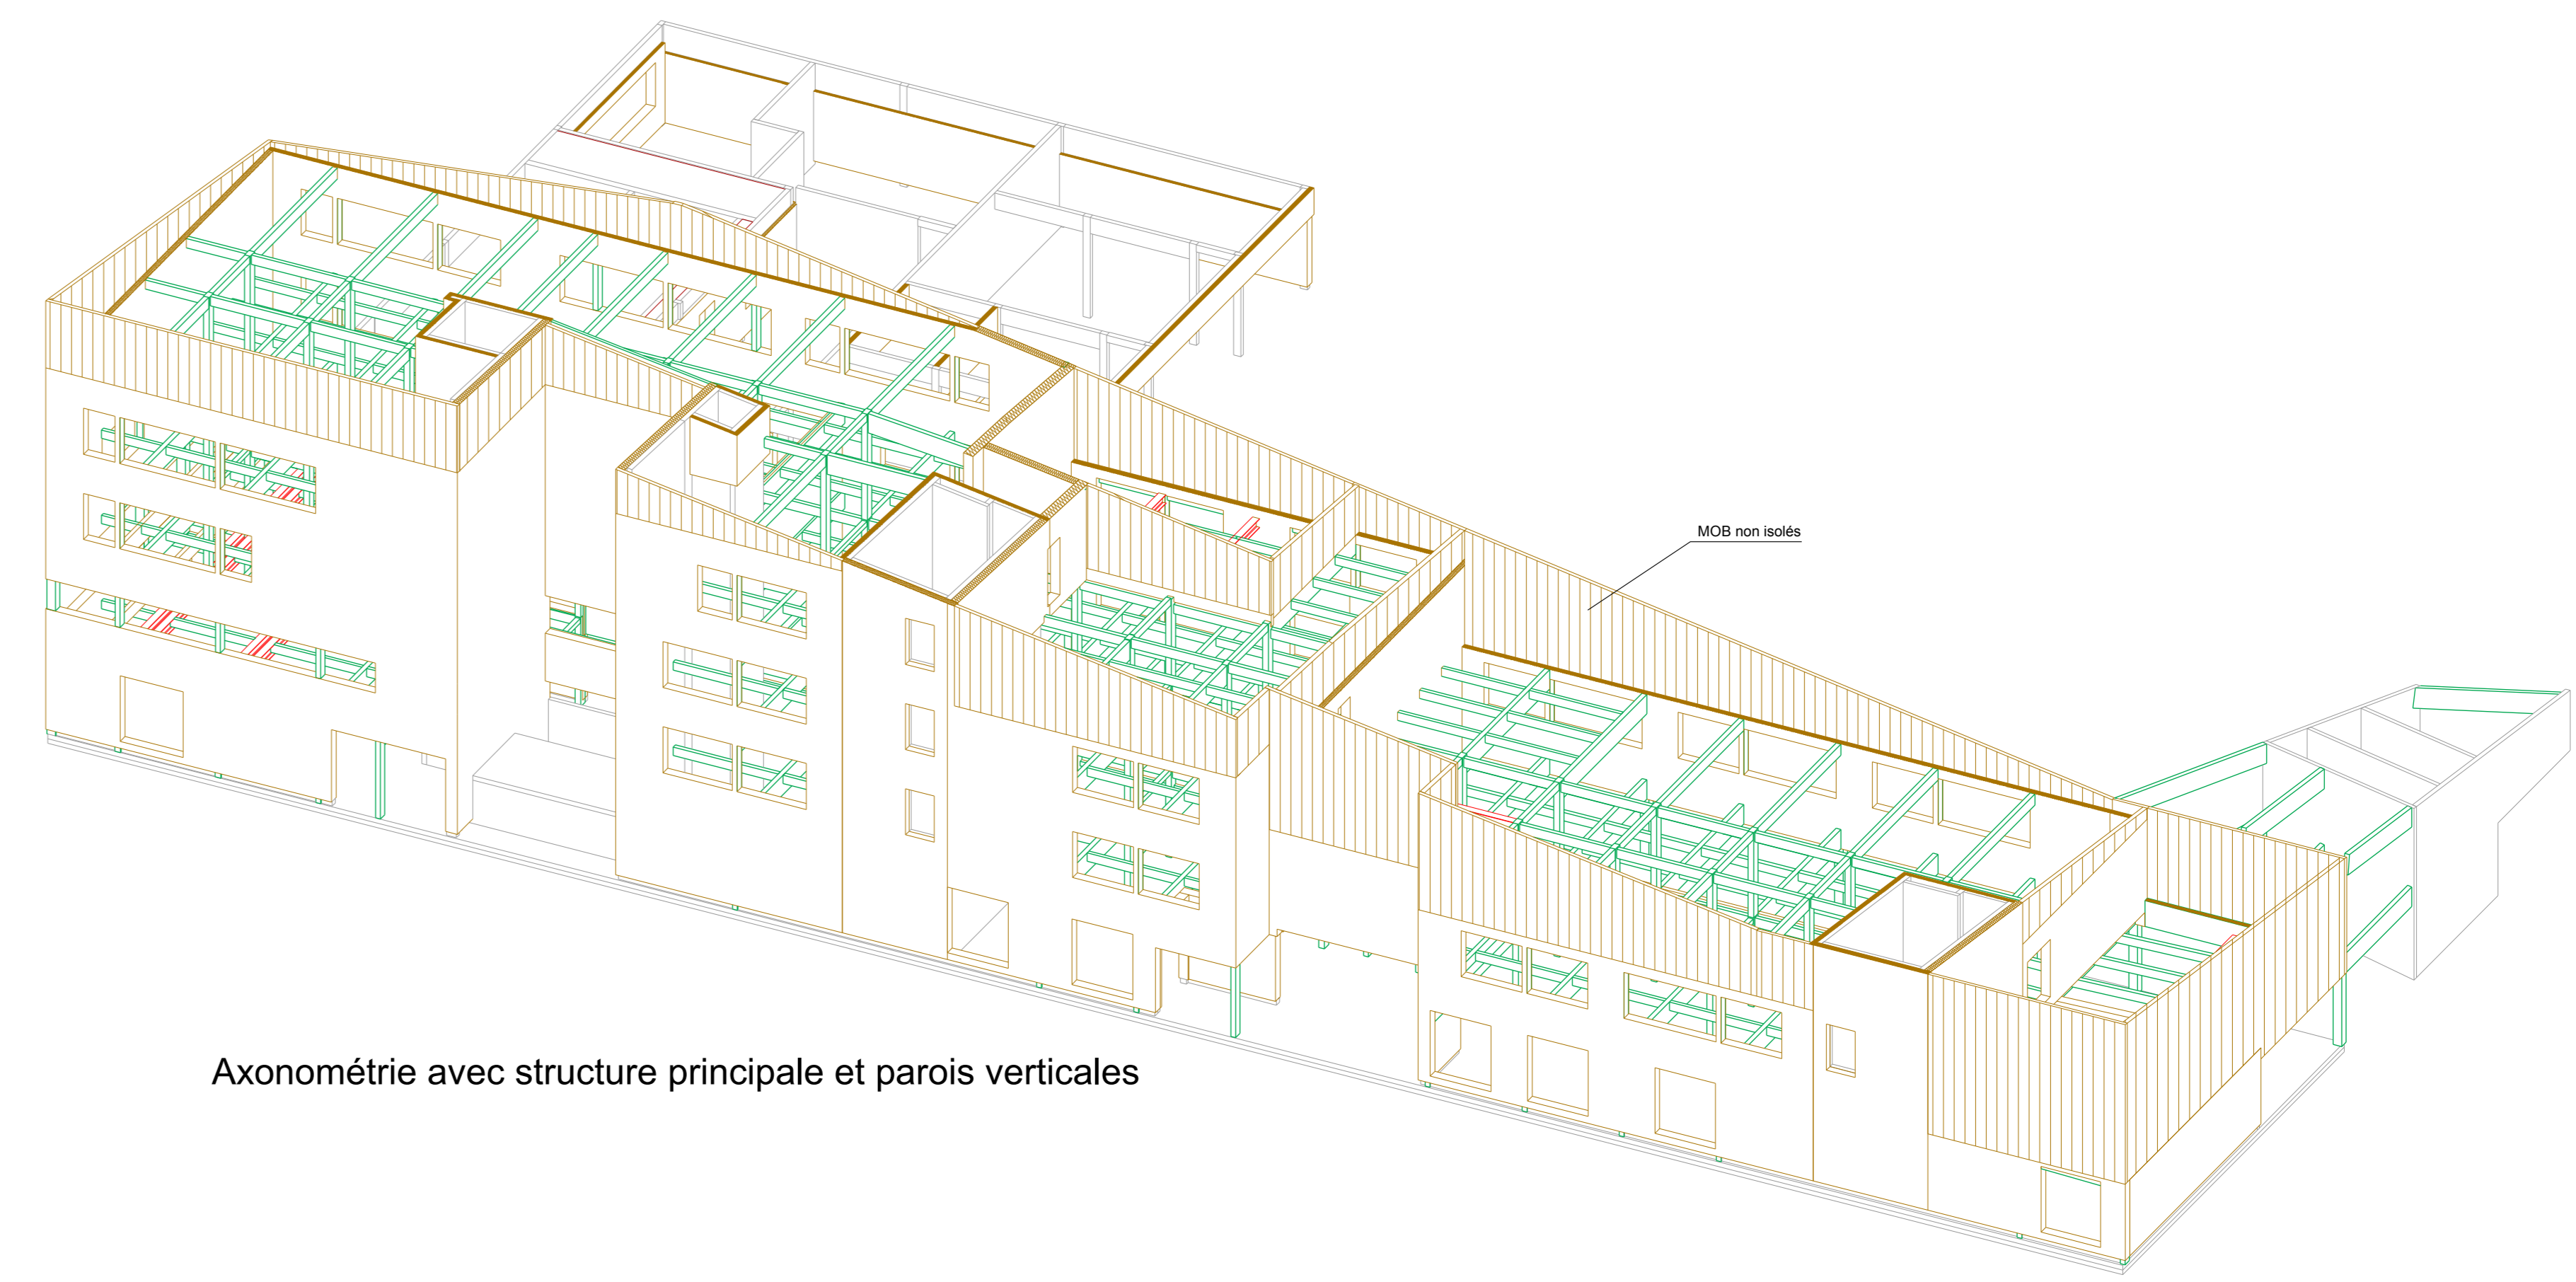 MOB non isolés
Axonométrie avec structure principale et parois verticales